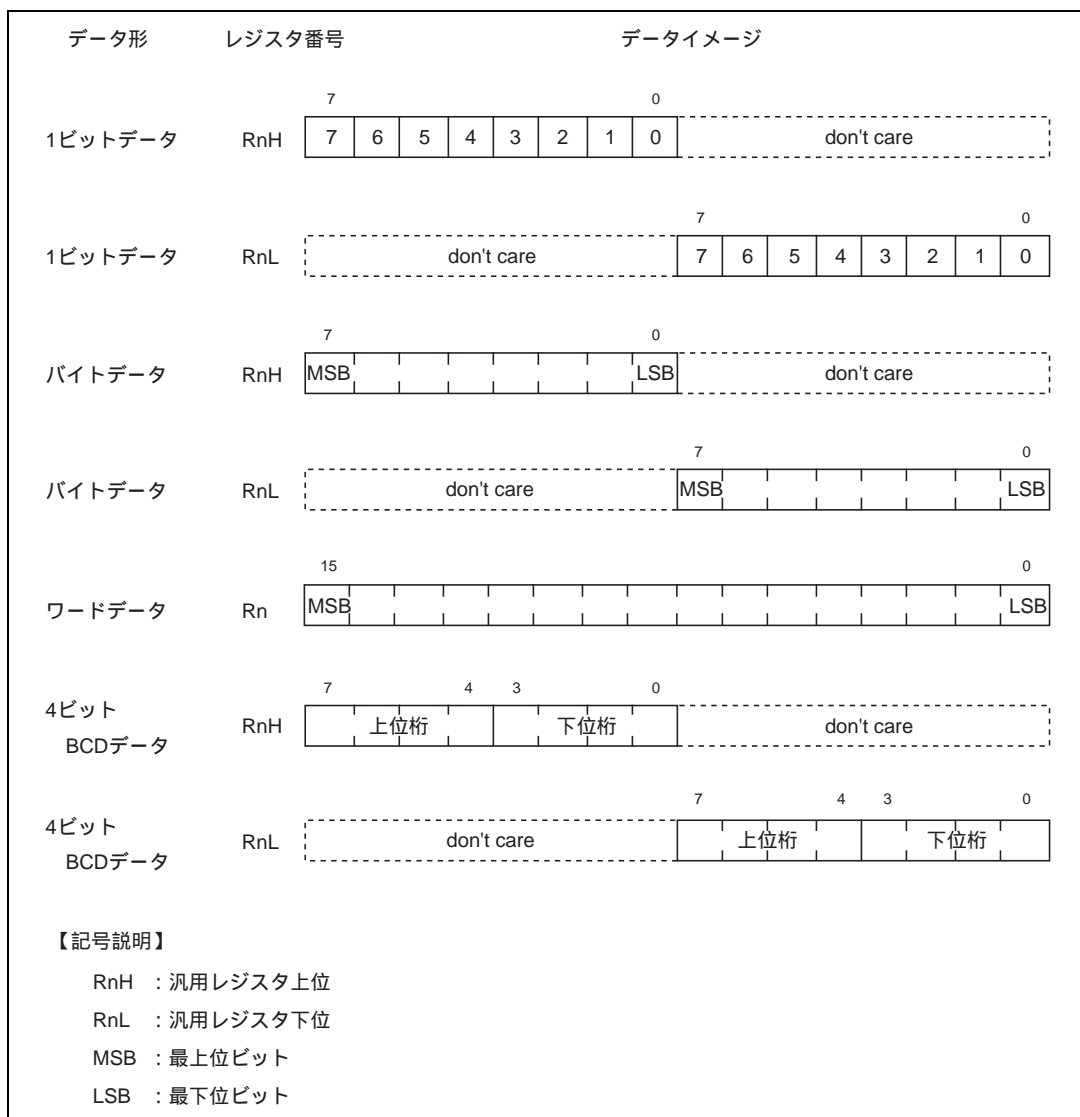 データ形 レジスタ番号 データイメージ
7 0
1ビットデータ RnH 7 6 5 4 3 2 1 0 don't care
7 0
1ビットデータ RnL don't care 7 6 5 4 3 2 1 0
7 0
バイトデータ RnH MSB LSB don't care
7 0
バイトデータ RnL don't care MSB LSB
15 0
ワードデータ Rn MSB LSB
7 4 3 0
4ビット
BCDデータ RnH 上位桁 下位桁 don't care
7 4 3 0
4ビット
BCDデータ RnL don't care 上位桁 下位桁
【記号説明】
RnH :汎用レジスタ上位
RnL :汎用レジスタ下位
MSB :最上位ビット
LSB :最下位ビット